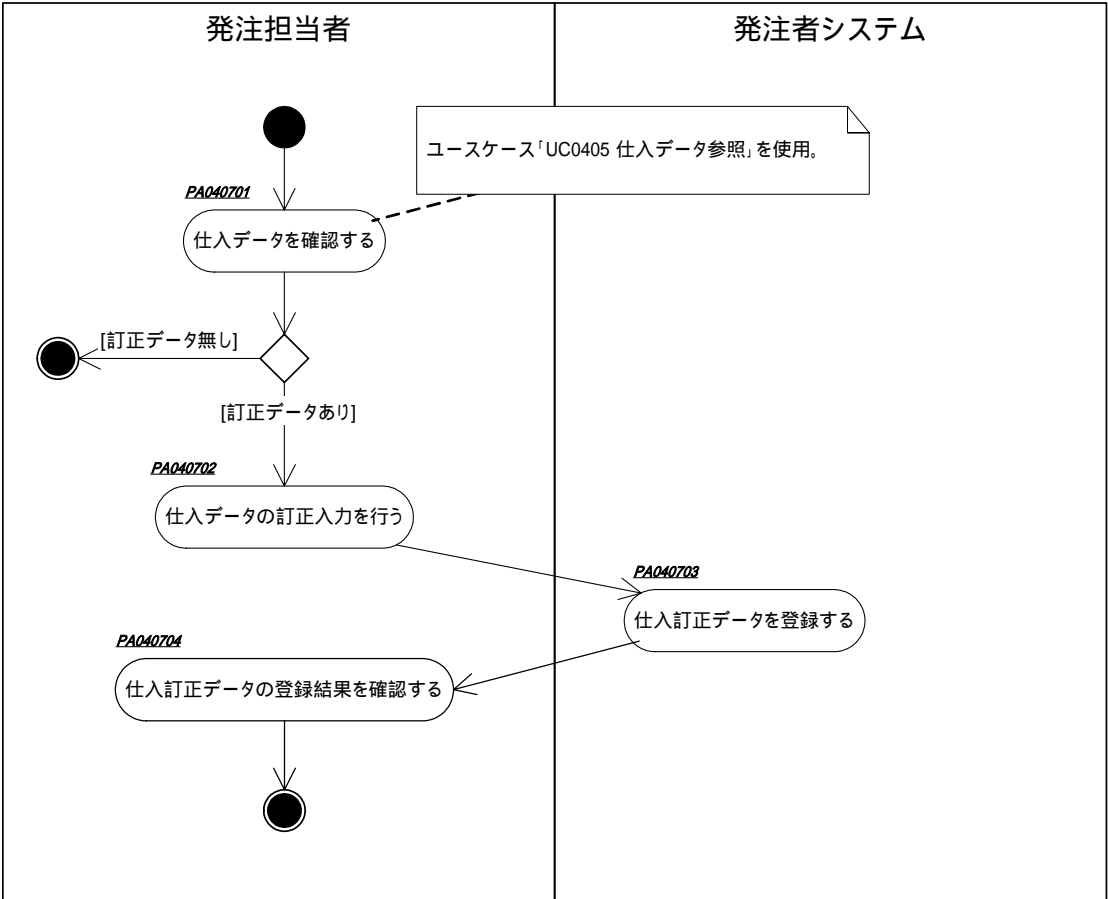 発注担当者
発注者システム
ユースケース「UC0405 仕入データ参照」を使用。
PA040701
仕入データを確認する
[訂正データ無し]
[訂正データあり]
PA040702
仕入データの訂正入力を行う
PA040703
仕入訂正データを登録する
PA040704
仕入訂正データの登録結果を確認する